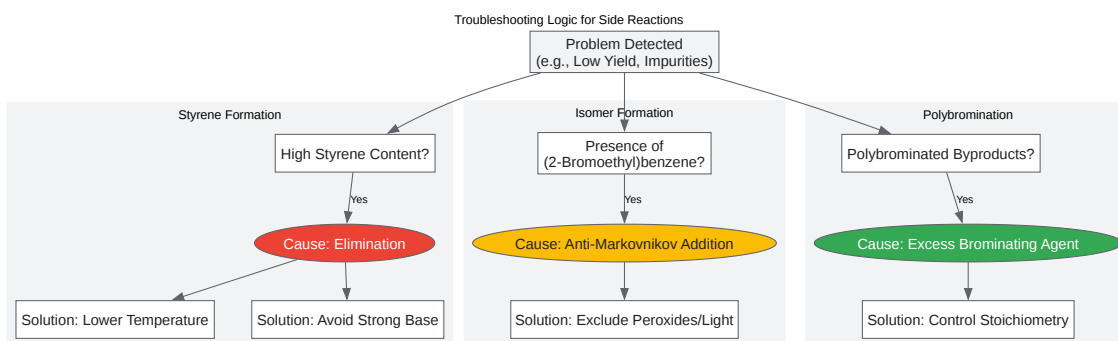 Troubleshooting Logic for Side Reactions
Problem Detected
(e.g., Low Yield, Impurities)
Styrene Formation
Isomer Formation
Polybromination
High Styrene Content?
Presence of
(2-Bromoethyl)benzene?
Polybrominated Byproducts?
Yes
Yes
Yes
Cause: Elimination
Cause: Anti-Markovnikov Addition
Cause: Excess Brominating Agent
Solution: Lower Temperature
Solution: Avoid Strong Base
Solution: Exclude Peroxides/Light
Solution: Control Stoichiometry